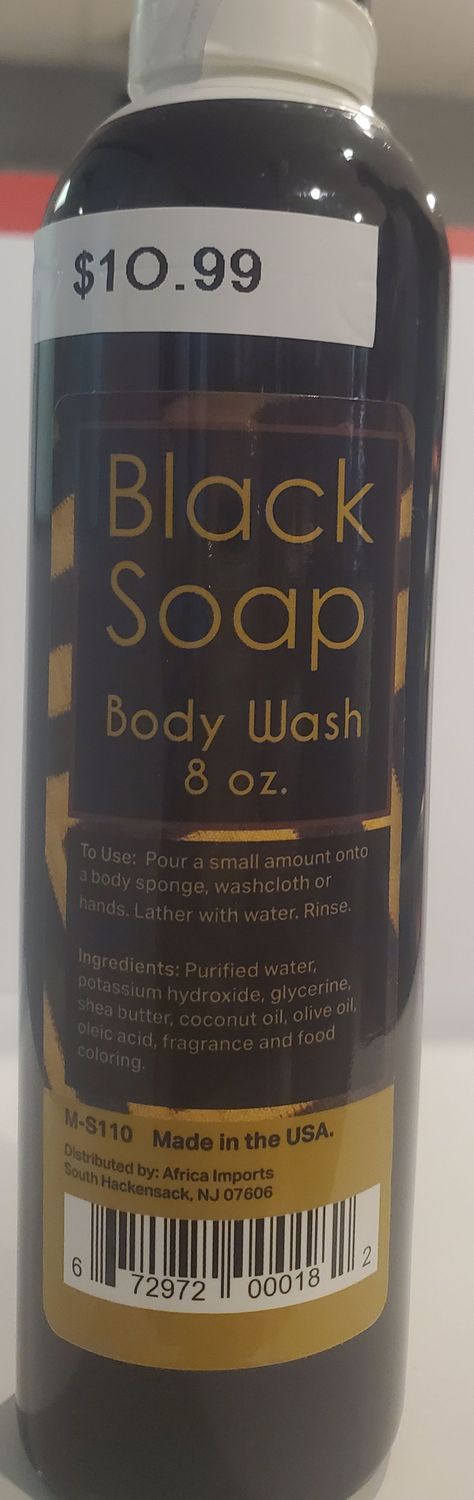 $10.99
Black
Soap
Body Wash
8 oz.
To Use: Pour a small amount onto
a body sponge, washcloth or
hands. Lather with water. Rinse.
Ingredients: Purified water,
potassium hydroxide, glycerine,
shea butter, coconut oil, olive oil,
oleic acid, fragrance and food
coloring.
M-S110 Made in the USA.
Distributed by: Africa Imports
South Hackensack, NJ 07606
6 72972 00018 2